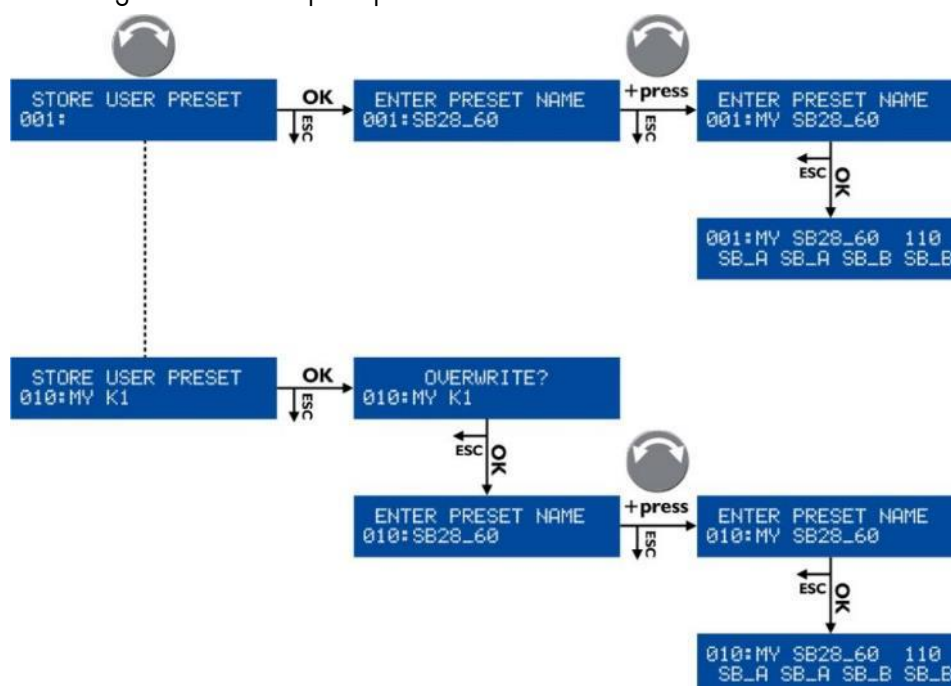 STORE USER PRESET
001:
OK
ESC
ENTER PRESET NAME
001:SB28_60
+press
ESC
ENTER PRESET NAME
001:MY SB28_60
ESC
OK
001:MY SB28_60 110
SB_A SB_A SB_B SB_B
STORE USER PRESET
010:MY K1
OK
ESC
OVERWRITE?
010:MY K1
ESC
OK
ENTER PRESET NAME
010:SB28_60
+press
ESC
ENTER PRESET NAME
010:MY SB28_60
ESC
OK
010:MY SB28_60 110
SB_A SB_A SB_B SB_B